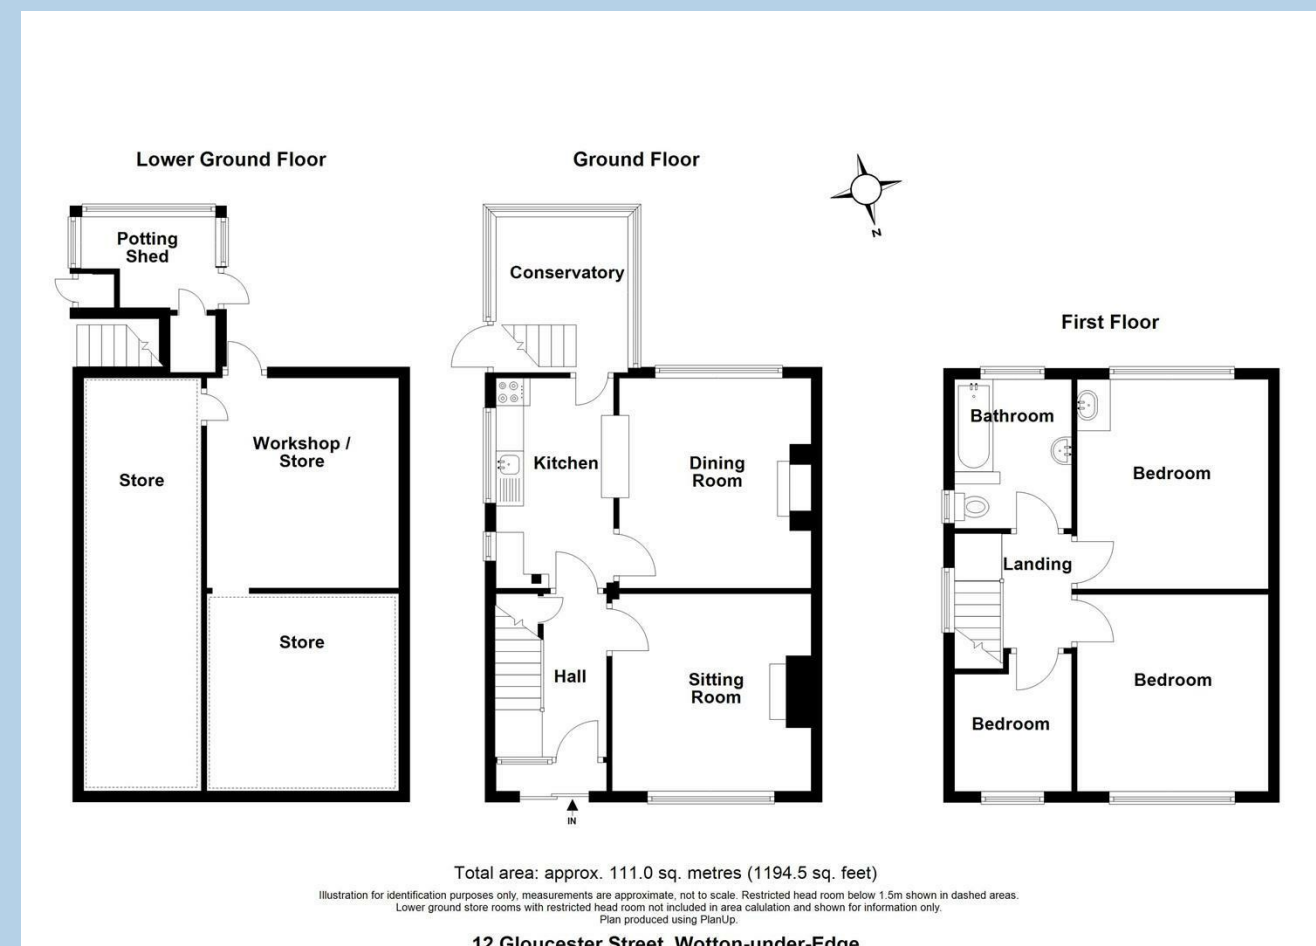 Lower Ground Floor
Potting
Shed
Workshop /
Store
Store
Store
Ground Floor
Conservatory
Kitchen
Dining
Room
Hall
Sitting
Room
IN
N
First Floor
Bathroom
Bedroom
Landing
Bedroom
Bedroom
Total area: approx. 111.0 sq. metres (1194.5 sq. feet)
Illustration for identification purposes only, measurements are approximate, not to scale. Restricted head room below 1.5m shown in dashed areas.
Lower ground store rooms with restricted head room not included in area calulation and shown for information only.
Plan produced using PlanUp.
12 Gloucester Street, Wotton-under-Edge